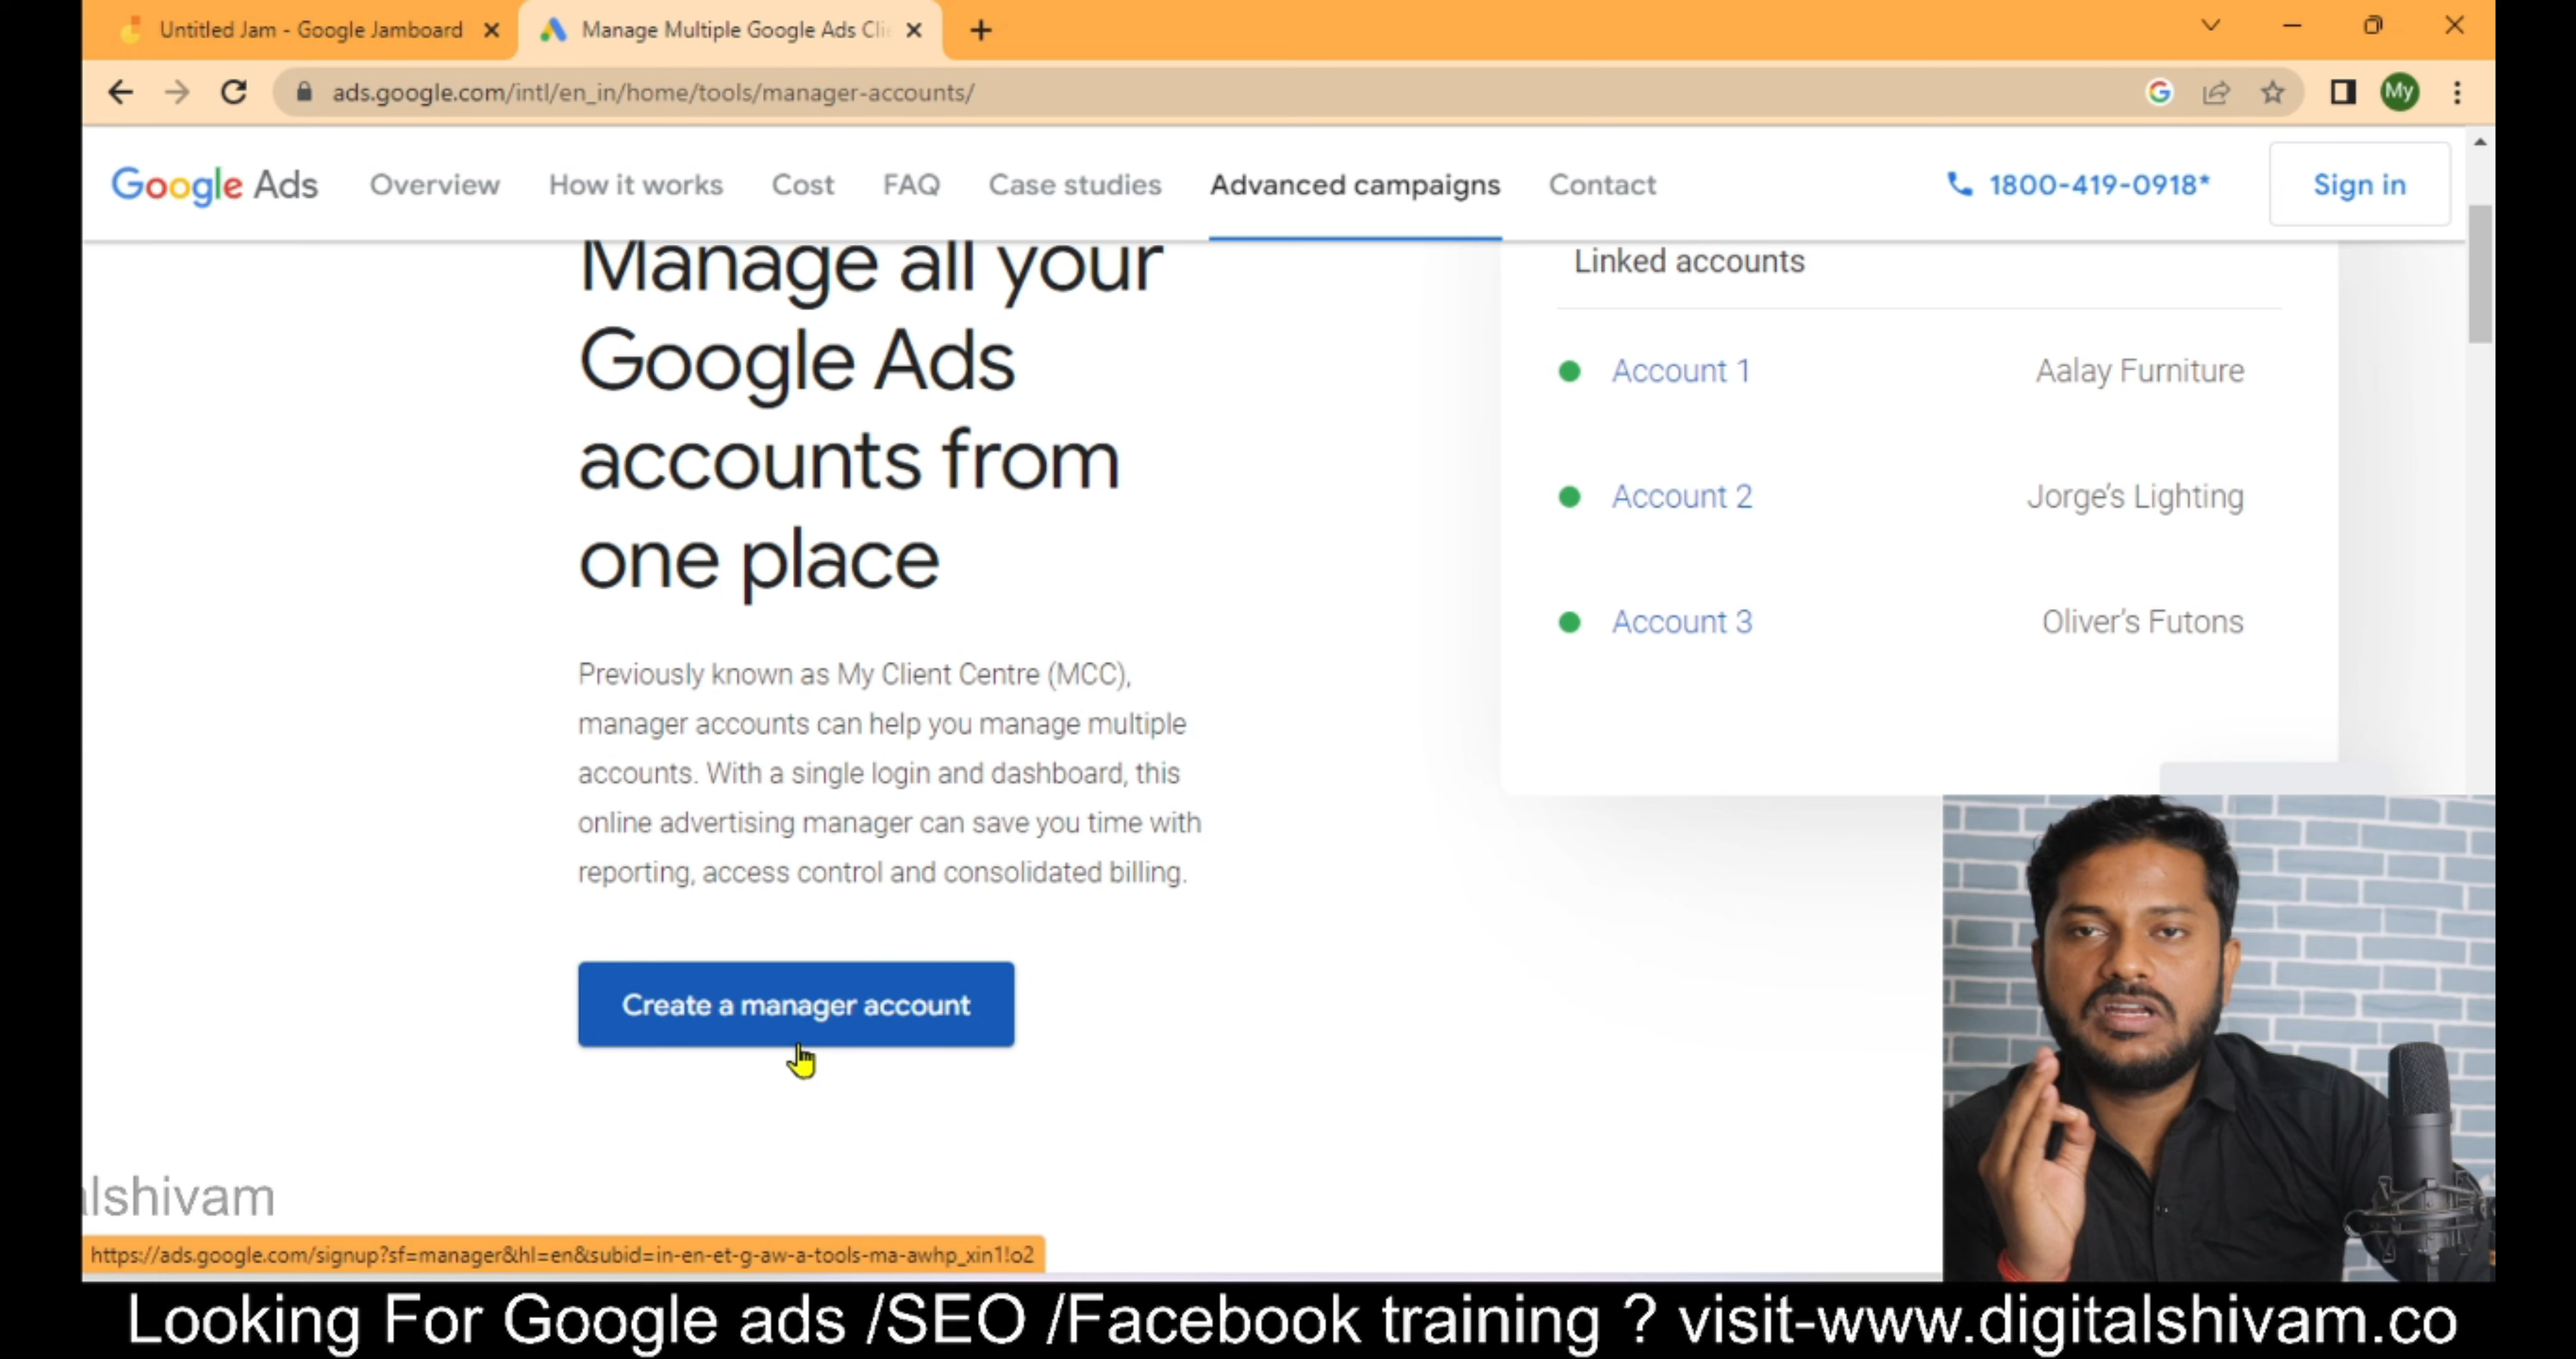 Untitled Jam - Google Jamboard
Manage Multiple Google Ads Cli
ads.google.com/intl/en_in/home/tools/manager-accounts/
My
Google Ads Overview How it works Cost FAQ Case studies Advanced campaigns Contact 1800-419-0918* Sign in
Manage all your
Google Ads
accounts from
one place
Previously known as My Client Centre (MCC),
manager accounts can help you manage multiple
accounts. With a single login and dashboard, this
online advertising manager can save you time with
reporting, access control and consolidated billing.
Create a manager account
Linked accounts
Account 1 Aalay Furniture
Account 2 Jorge's Lighting
Account 3 Oliver's Futons
alshivam
https://ads.google.com/signup?sf=manager&hl=en&subid=in-en-et-g-aw-a-tools-ma-awhp_xin1!o2
Looking For Google ads /SEO /Facebook training ? visit-www.digitalshivam.co